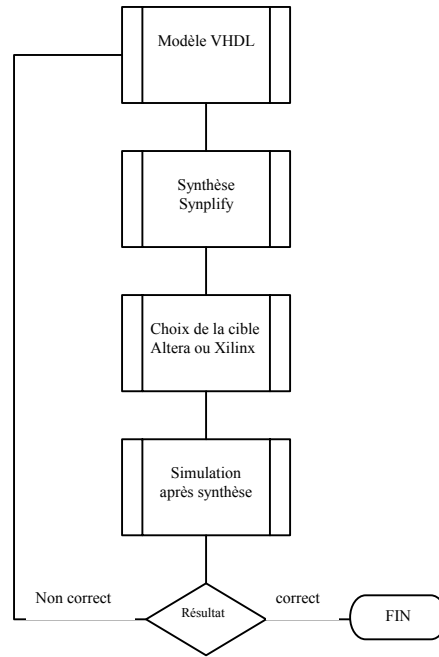 Modèle VHDL
Synthèse
Synplify
Choix de la cible
Altera ou Xilinx
Simulation
après synthèse
Non correct
Résultat
correct
FIN